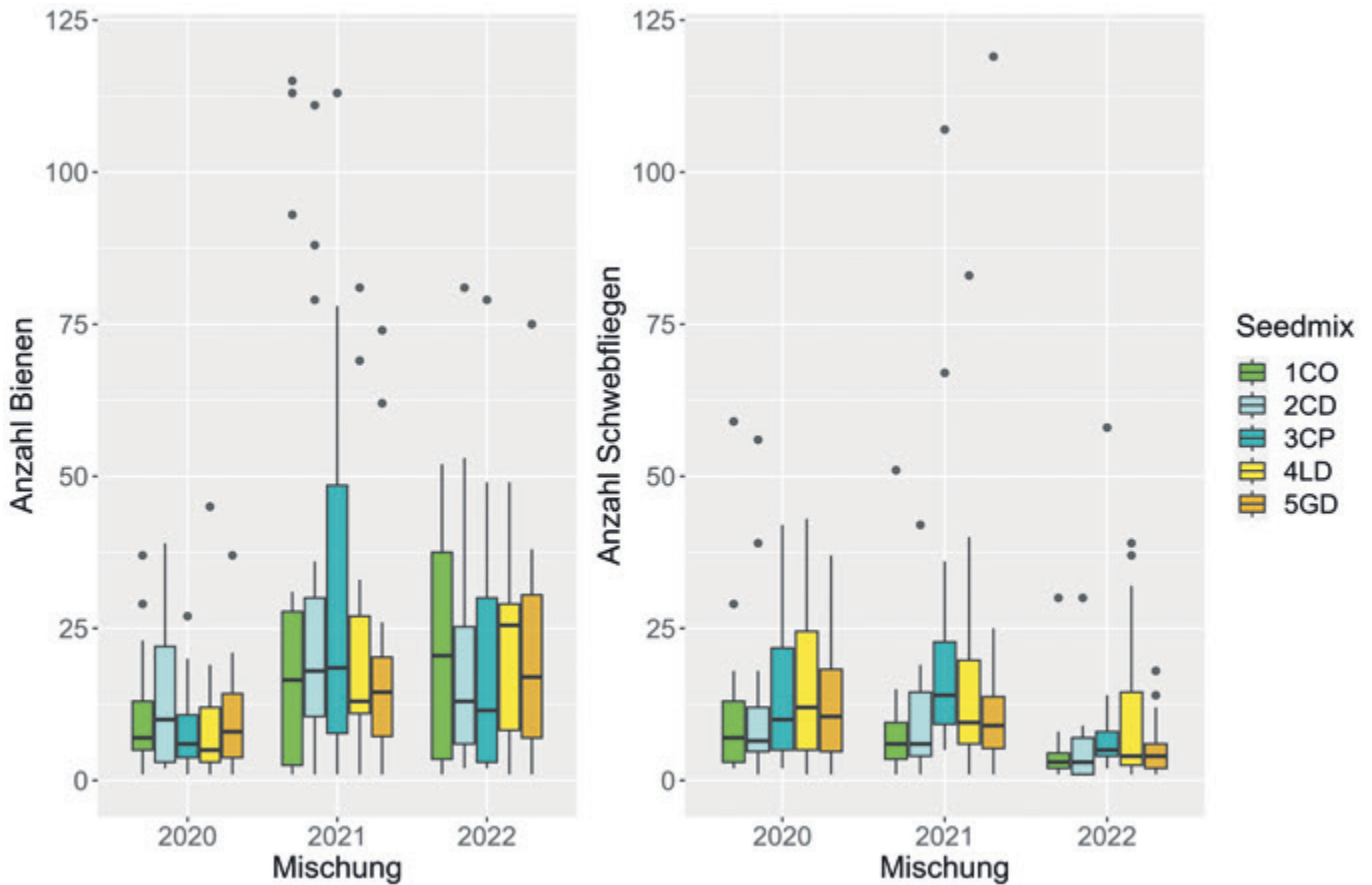 Anzahl Bienen
125
100
75
50
25
0
2020 2021 2022
Mischung
Anzahl Schwebfliegen
125
100
75
50
25
0
2020 2021 2022
Mischung
Seedmix
1CO
2CD
3CP
4LD
5GD